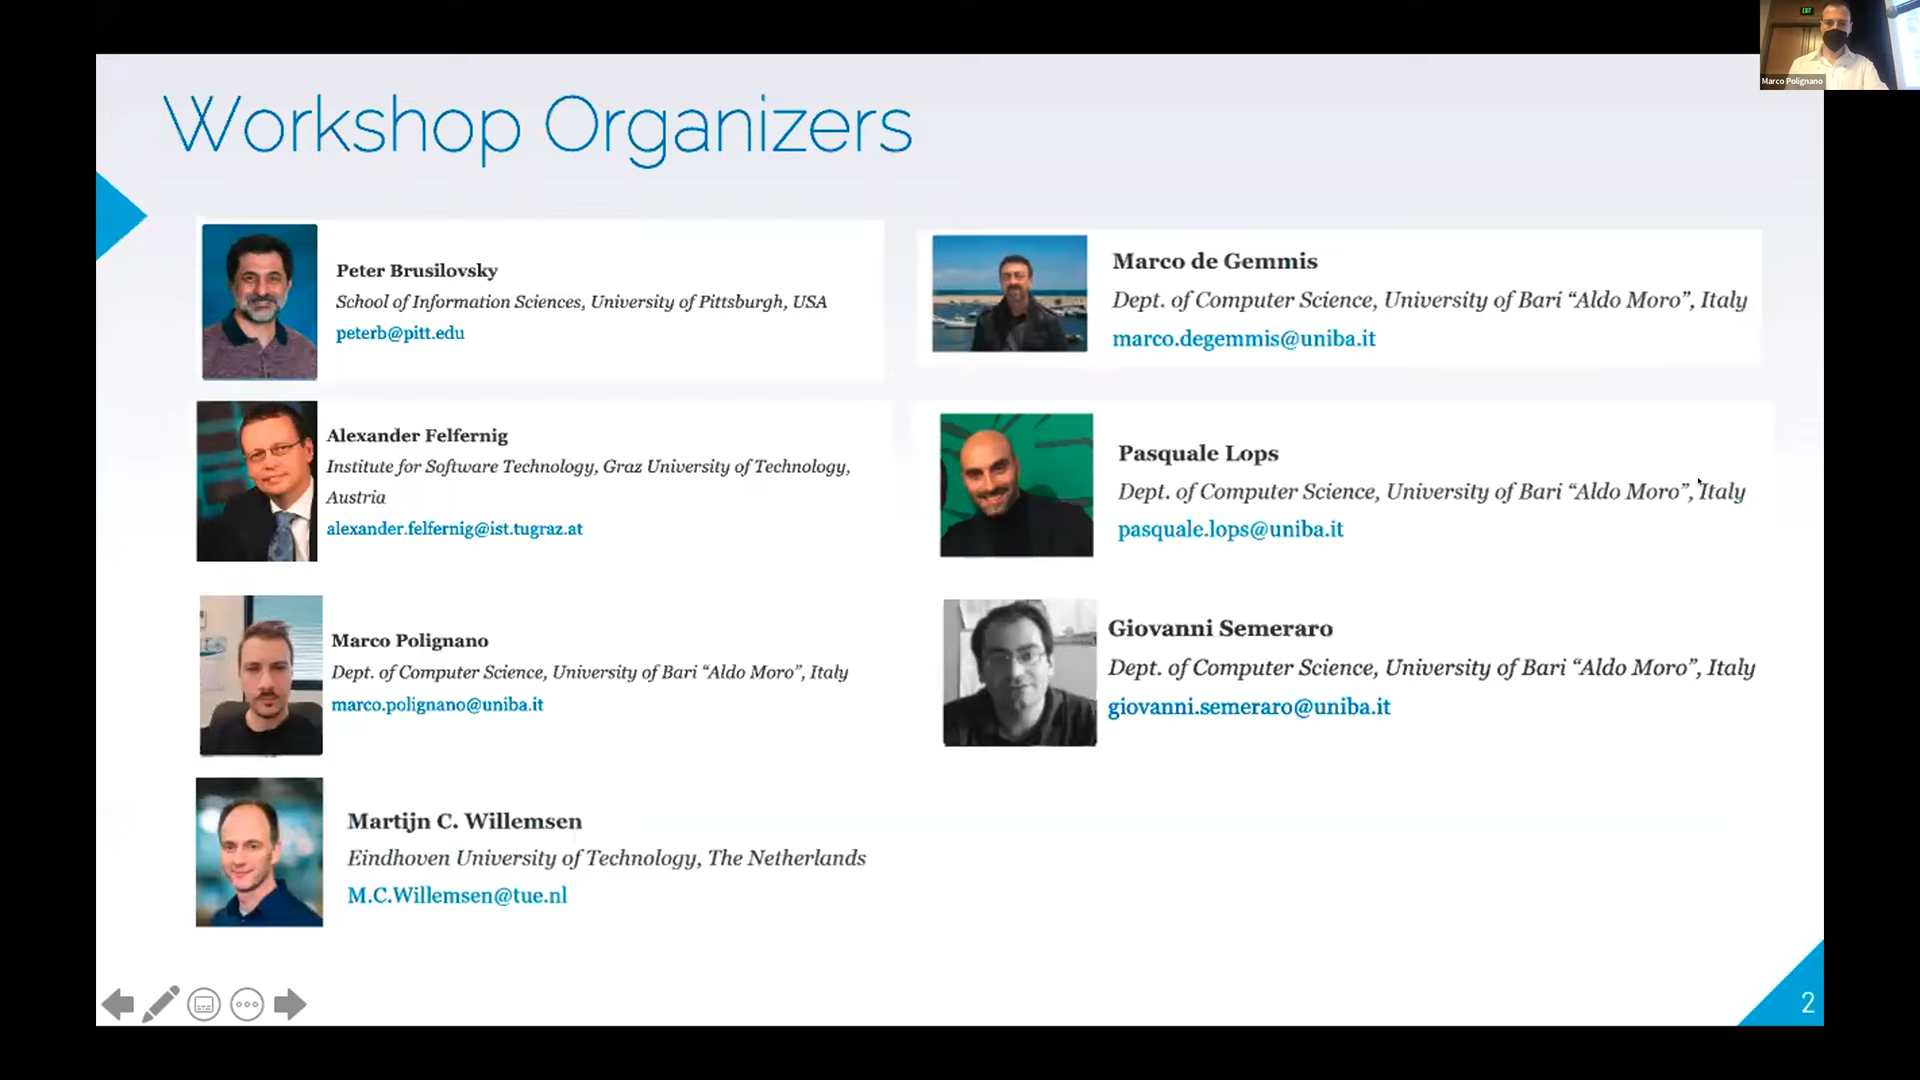 EXIT
Marco Polignano
Workshop Organizers
Peter Brusilovsky
School of Information Sciences, University of Pittsburgh, USA
peterb@pitt.edu
Alexander Felfernig
Institute for Software Technology, Graz University of Technology,
Austria
alexander.felfernig@ist.tugraz.at
Marco Polignano
Dept. of Computer Science, University of Bari “Aldo Moro”, Italy
marco.polignano@uniba.it
Martijn C. Willemsen
Eindhoven University of Technology, The Netherlands
M.C.Willemsen@tue.nl
Marco de Gemmis
Dept. of Computer Science, University of Bari “Aldo Moro”, Italy
marco.degemmis@uniba.it
Pasquale Lops
Dept. of Computer Science, University of Bari “Aldo Moro”, Italy
pasquale.lops@uniba.it
Giovanni Semeraro
Dept. of Computer Science, University of Bari “Aldo Moro”, Italy
giovanni.semeraro@uniba.it
2